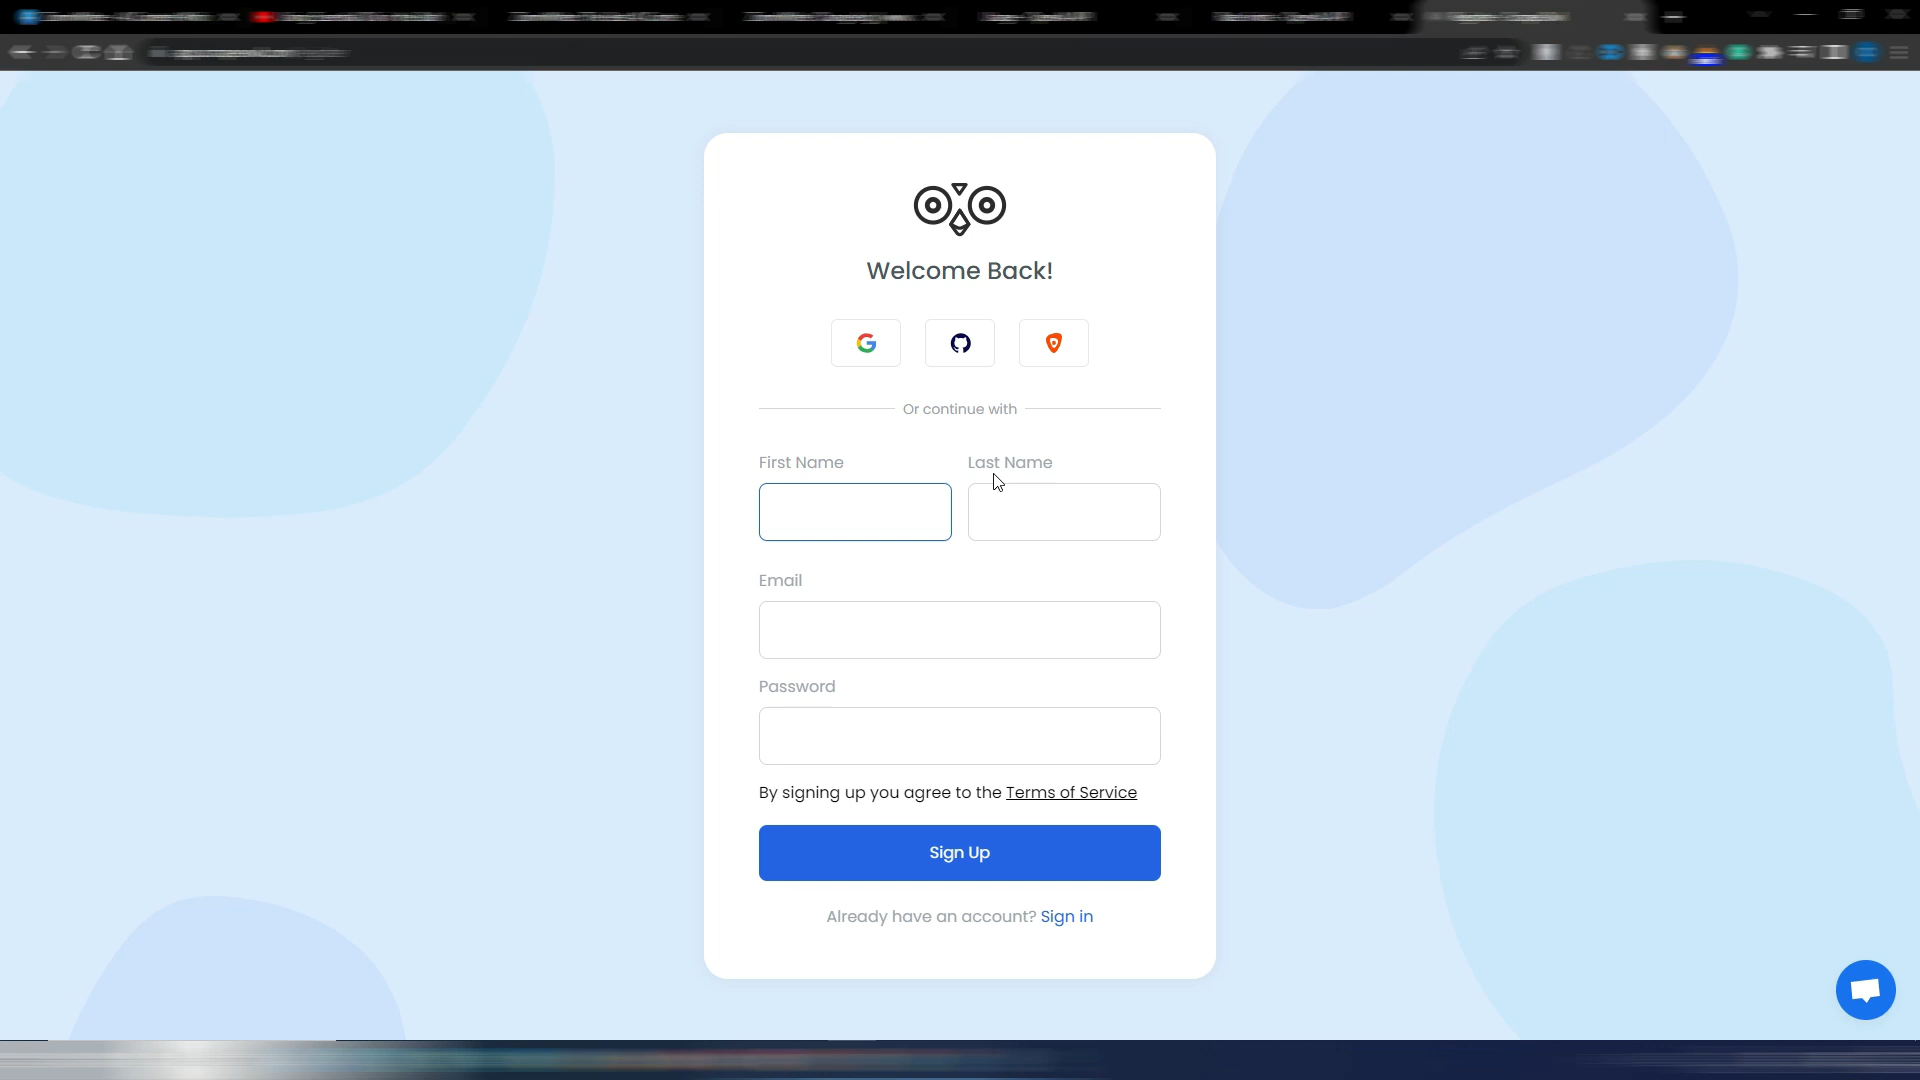 Welcome Back!
Or continue with
First Name
Last Name
Email
Password
By signing up you agree to the Terms of Service
Sign Up
Already have an account? Sign in